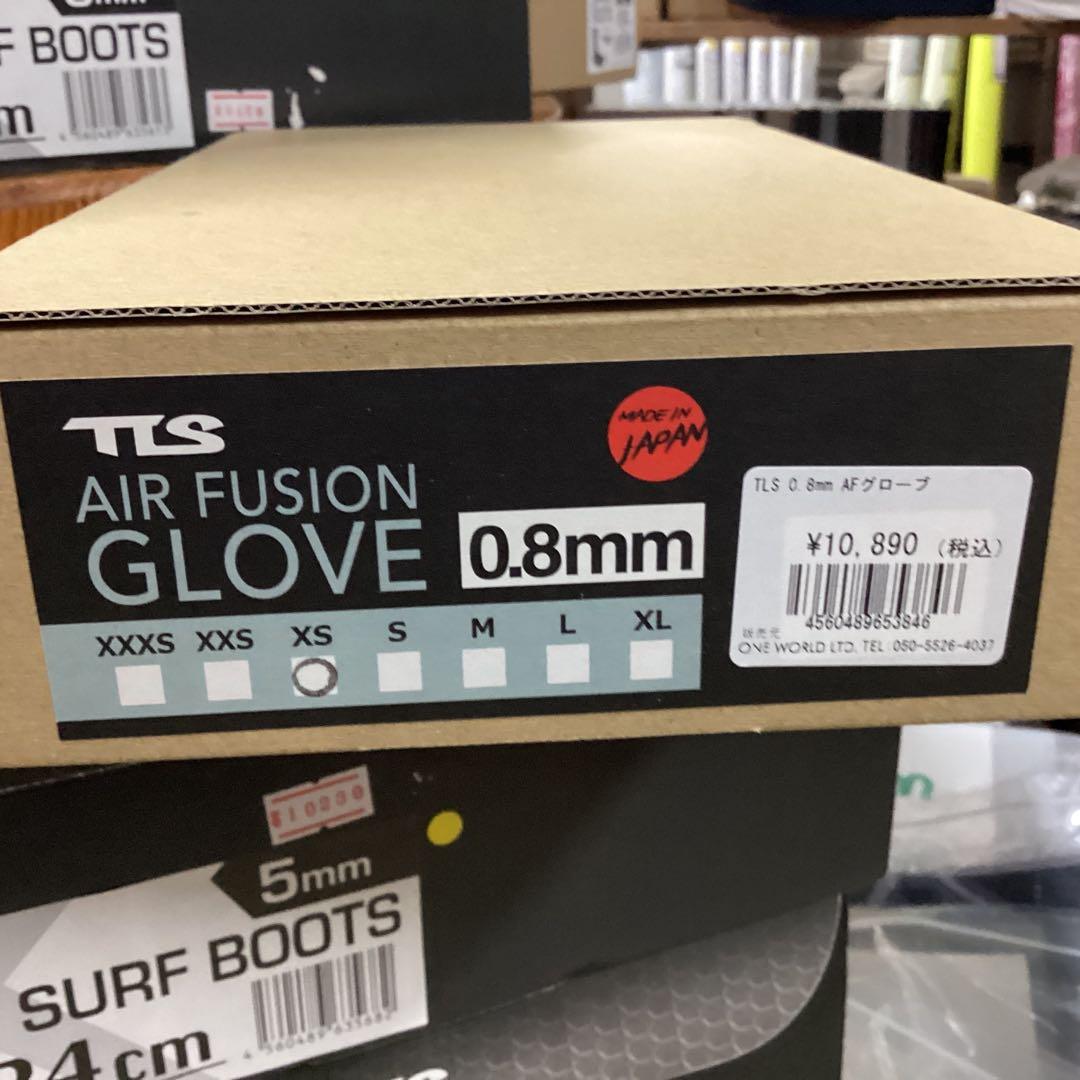 F BOOTS
m
TLS
AIR FUSION
GLOVE
0.8mm
MADE IN
JAPAN
XXXS XXS XS S M L XL
TLS 0.8mm AFグローブ
¥10,890 (税込)
4560489653846
販売元
ONE WORLD LTD. TEL:050-5526-4037
¥10230
5mm
SURF BOOTS
24cm